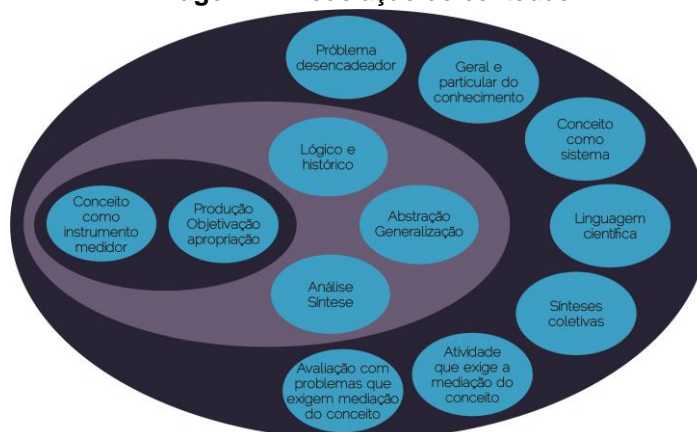 Próblema
desencadeador
Geral e
particular do
conhecimento
Conceito
como
sistema
Lógico e
histórico
Conceito
como
instrumento
medidor
Produção
Objetivação
apropriação
Abstração
Generalização
Linguagem
científica
Análise
Síntese
Sínteses
coletivas
Avaliação com
problemas que
exigem mediação
do conceito
Atividade
que exige a
mediação do
conceito